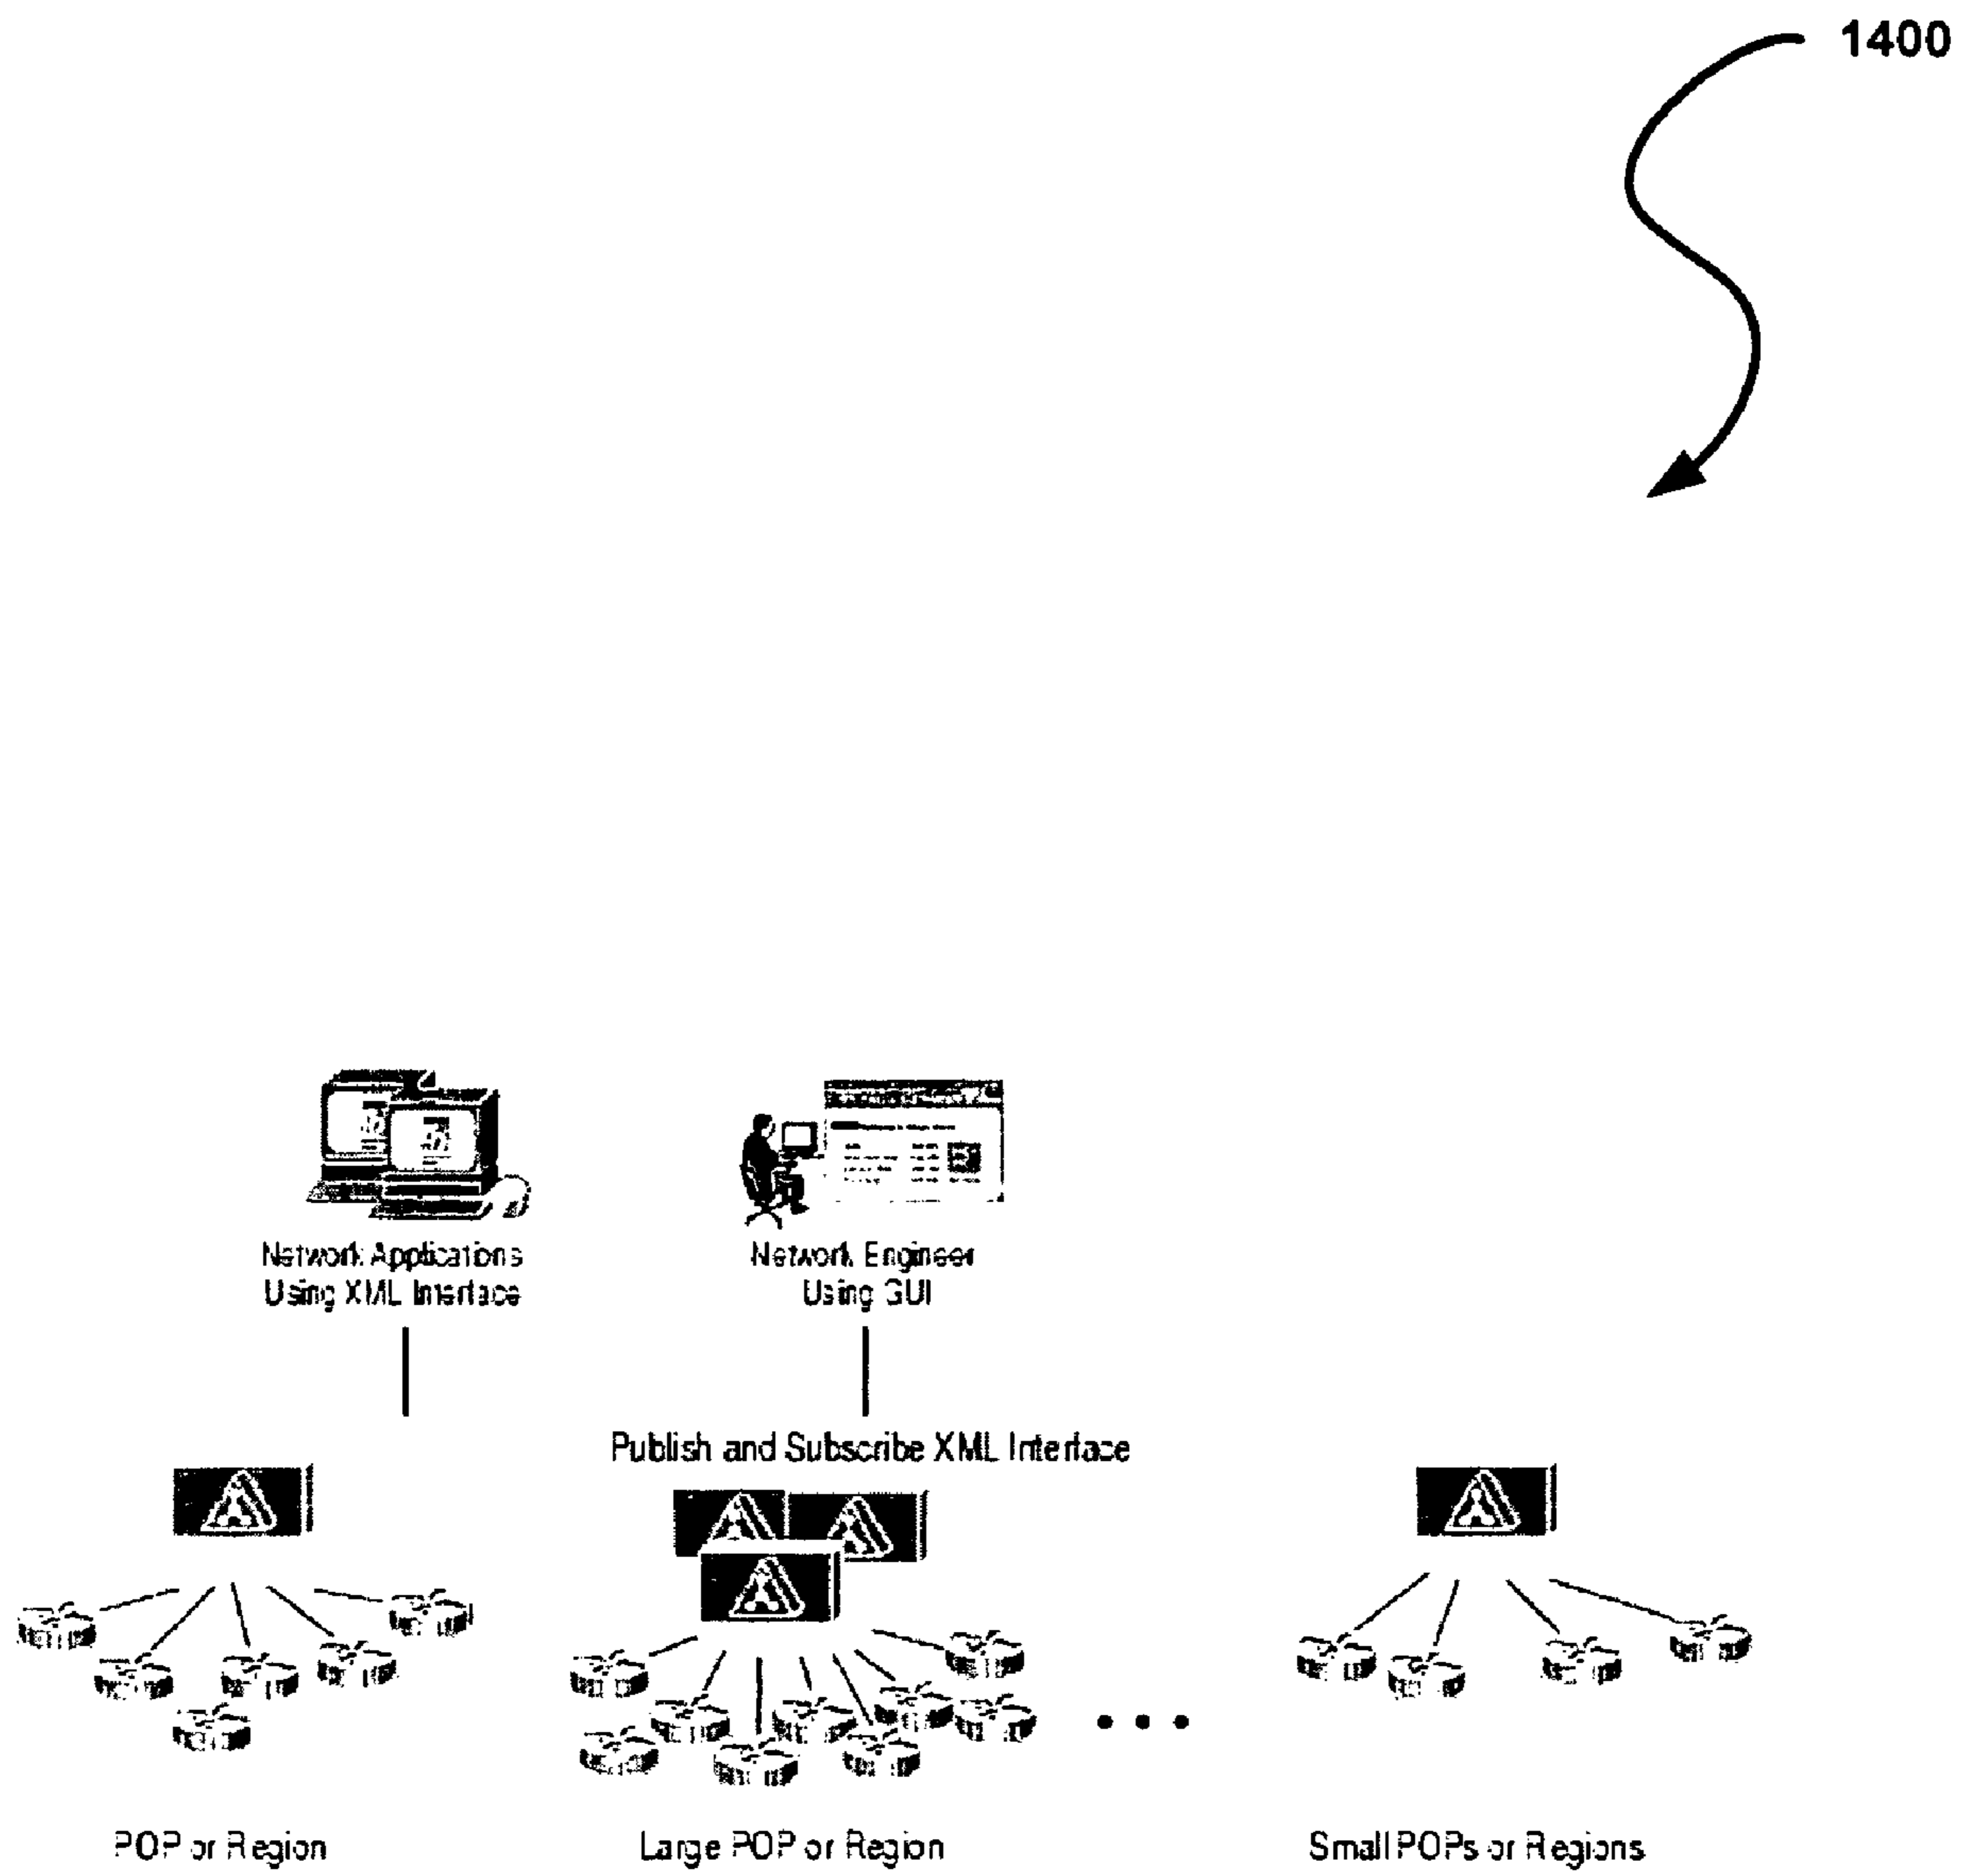 1400
Network Applications
Using XML Interface
Network Engineer
Using GUI
Publish and Subscribe XML Interface
POP or Region
Large POP or Region
Small POPs or Regions